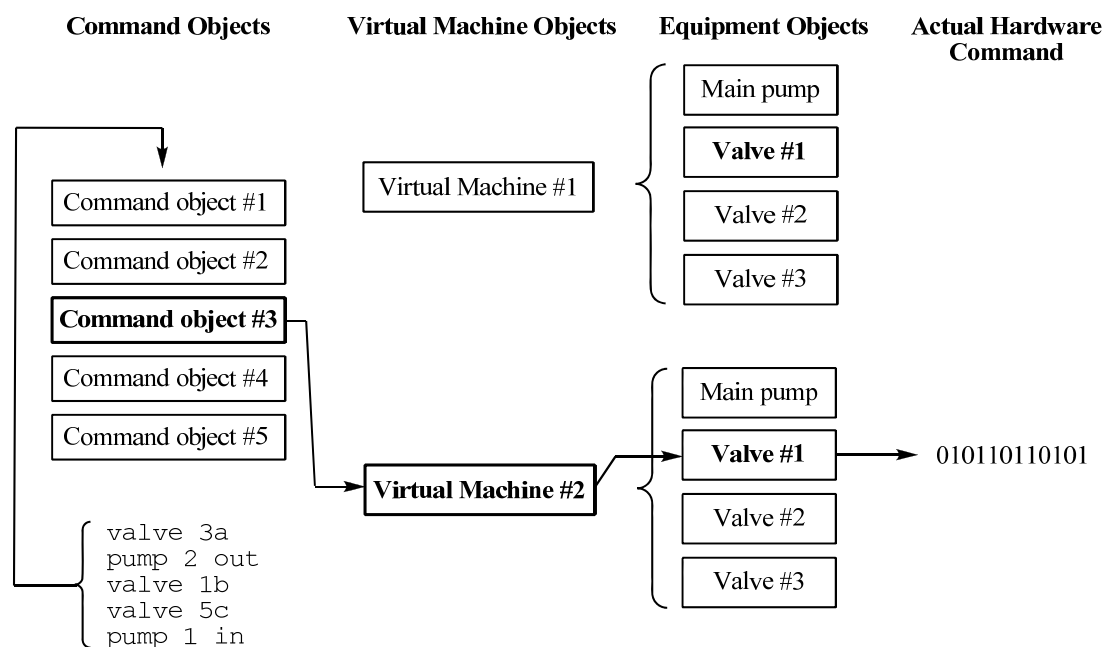 Command Objects
Virtual Machine Objects
Equipment Objects
Actual Hardware
Command
Command object #1
Command object #2
Command object #3
Command object #4
Command object #5
valve 3a
pump 2 out
valve 1b
valve 5c
pump 1 in
Virtual Machine #1
Virtual Machine #2
Main pump
Valve #1
Valve #2
Valve #3
Main pump
Valve #1
Valve #2
Valve #3
010110110101